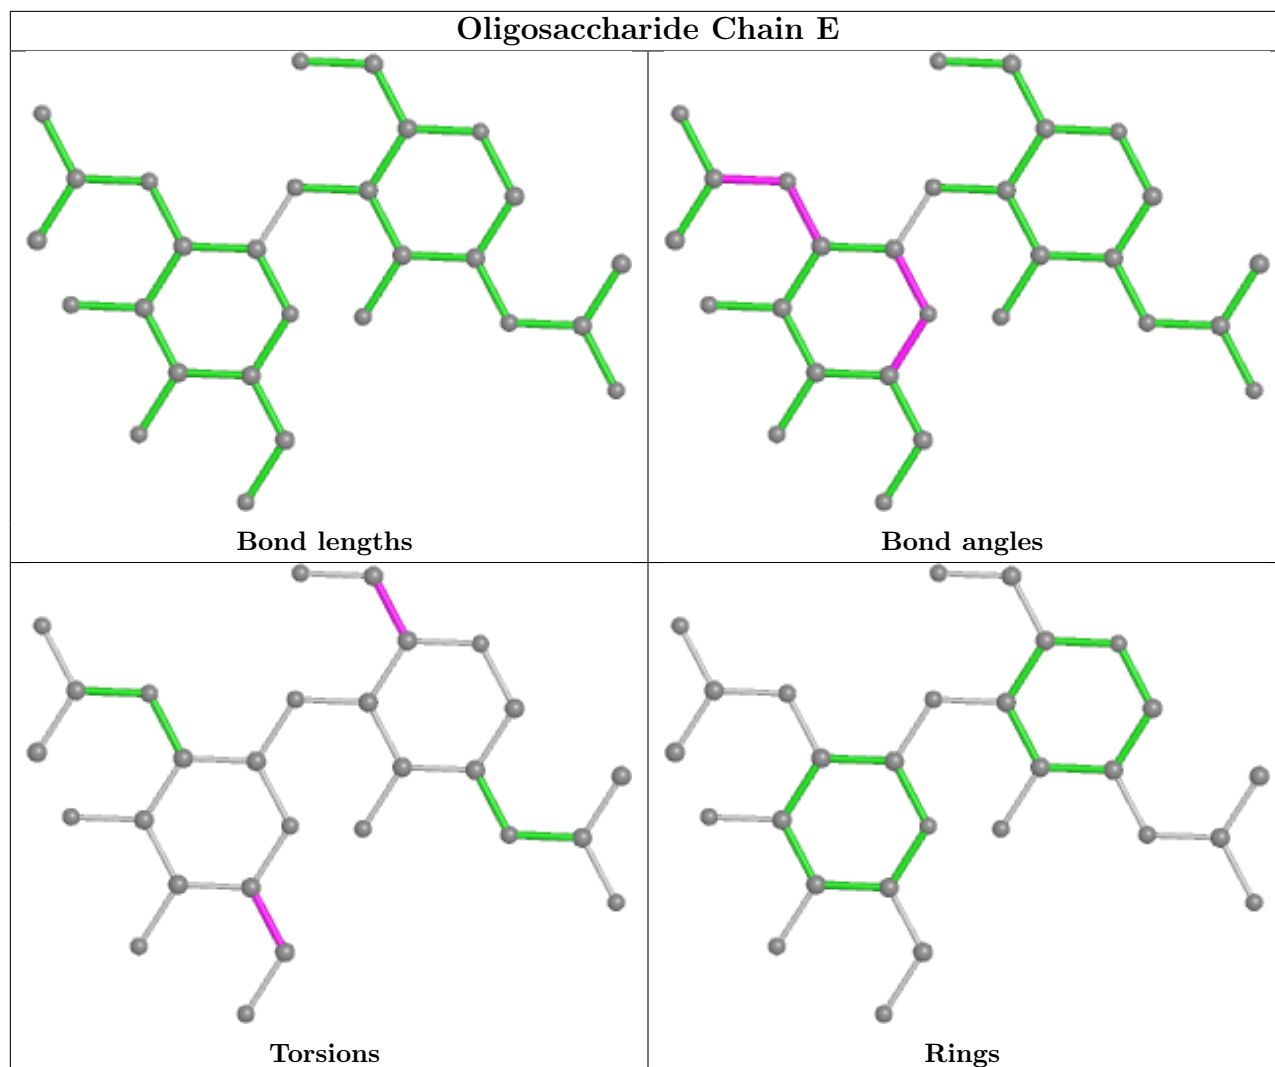 Oligosaccharide Chain E
Bond lengths
Bond angles
Torsions
Rings